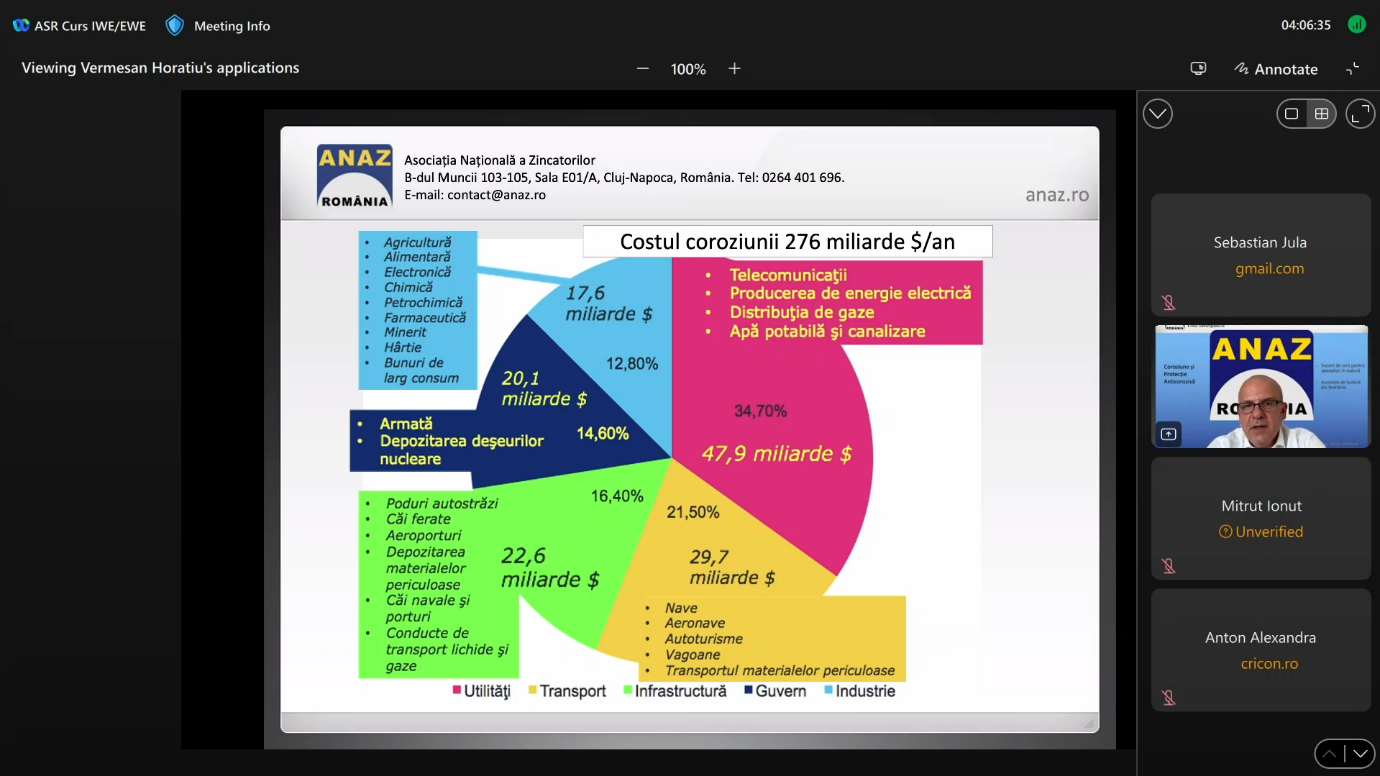 ASR Curs IWE/EWE
Meeting Info
04:06:35
Viewing Vermesan Horatiu's applications
100%
Annotate
ANAZ
ROMÂNIA
Asociația Națională a Zincatorilor
B-dul Muncii 103-105, Sala E01/A, Cluj-Napoca, România. Tel: 0264 401 696.
E-mail: contact@anaz.ro
anaz.ro
Costul coroziunii 276 miliarde $/an
• Agricultură
• Alimentară
• Electronică
• Chimică
• Petrochimică
• Farmaceutică
• Minerit
• Hârtie
• Bunuri de
larg consum
17,6
miliarde $
12,80%
• Telecomunicaţii
• Producerea de energie electrică
• Distribuţia de gaze
• Apă potabilă şi canalizare
34,70%
47,9 miliarde $
20,1
miliarde $
14,60%
• Armată
• Depozitarea deşeurilor
nucleare
16,40%
22,6
miliarde $
• Poduri autostrăzi
• Căi ferate
• Aeroporturi
• Depozitarea
materialelor
periculoase
• Căi navale şi
porturi
• Conducte de
transport lichide şi
gaze
21,50%
29,7
miliarde $
• Nave
• Aeronave
• Autoturisme
• Vagoane
• Transportul materialelor periculoase
Utilităţi Transport Infrastructură Guvern Industrie
Sebastian Jula
gmail.com
ANAZ
Coroziune și
Protecție
Anticorozivă
Mitrut Ionut
Unverified
Anton Alexandra
cricon.ro